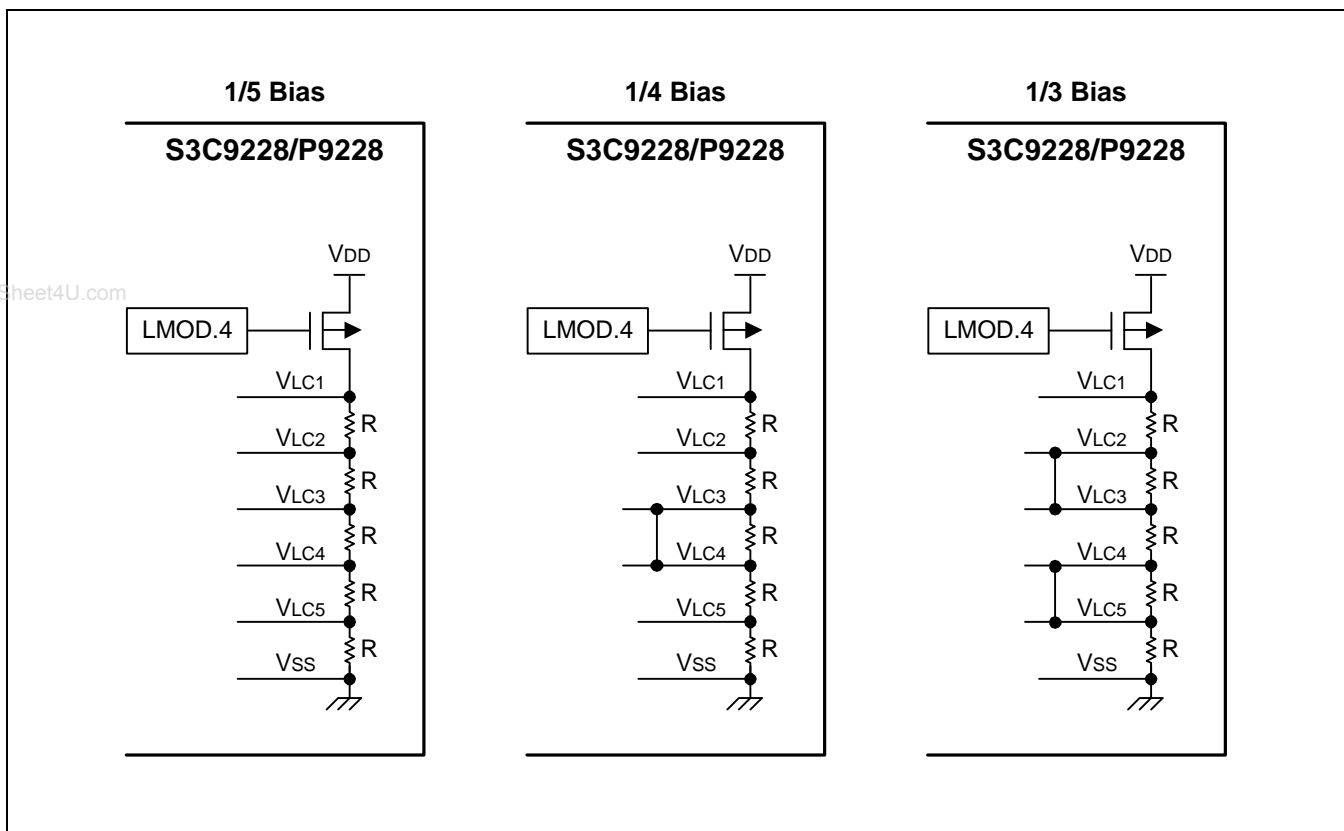 1/5 Bias
S3C9228/P9228
VDD
LMOD.4
VLC1
R
VLC2
R
VLC3
R
VLC4
R
VLC5
R
VSS
1/4 Bias
S3C9228/P9228
VDD
LMOD.4
VLC1
R
VLC2
R
VLC3
R
VLC4
R
VLC5
R
VSS
1/3 Bias
S3C9228/P9228
VDD
LMOD.4
VLC1
R
VLC2
R
VLC3
R
VLC4
R
VLC5
R
VSS
Sheet4U.com